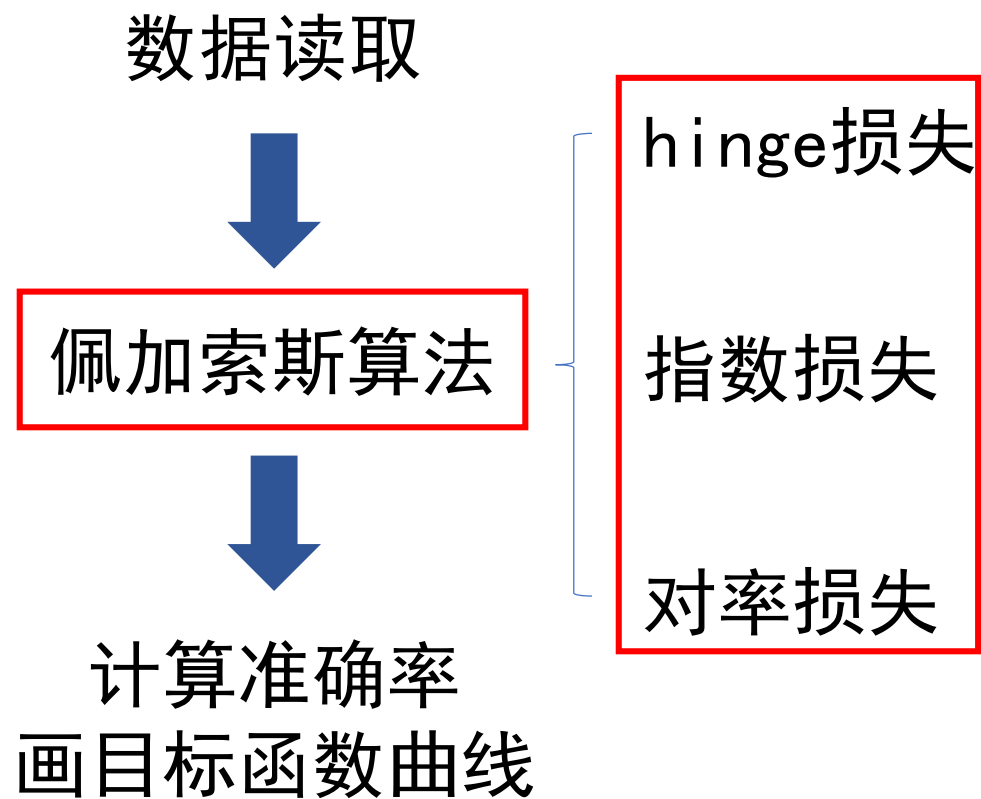 数据读取
佩加索斯算法
hinge损失
指数损失
对率损失
计算准确率
画目标函数曲线